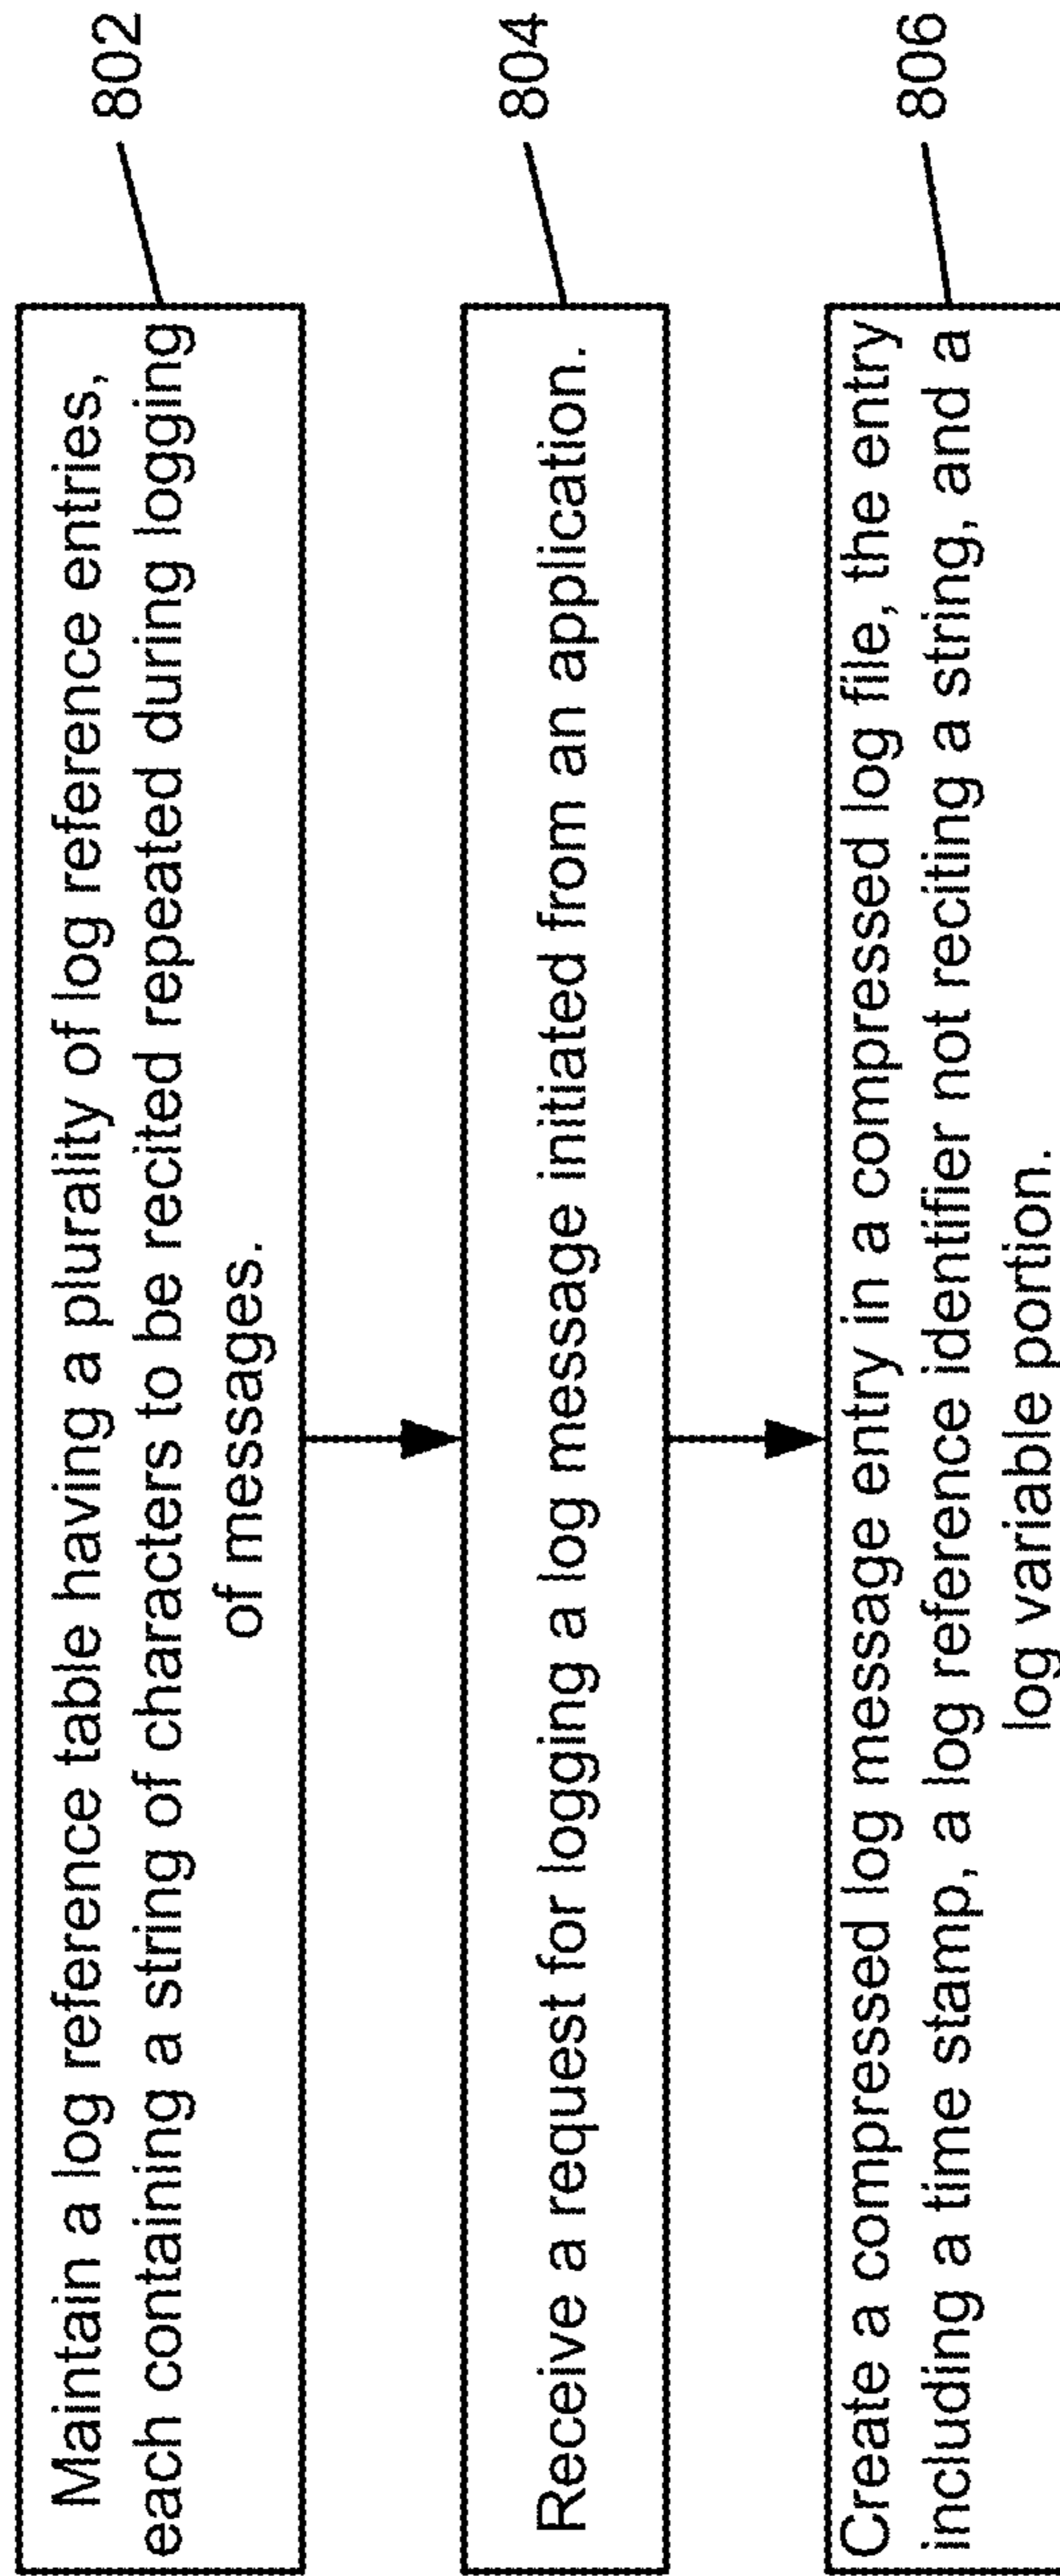 Maintain a log reference table having a plurality of log reference entries,
each containing a string of characters to be recited repeated during logging
of messages.
802
Receive a request for logging a log message initiated from an application.
804
Create a compressed log message entry in a compressed log file, the entry
including a time stamp, a log reference identifier not reciting a string, and a
log variable portion.
806